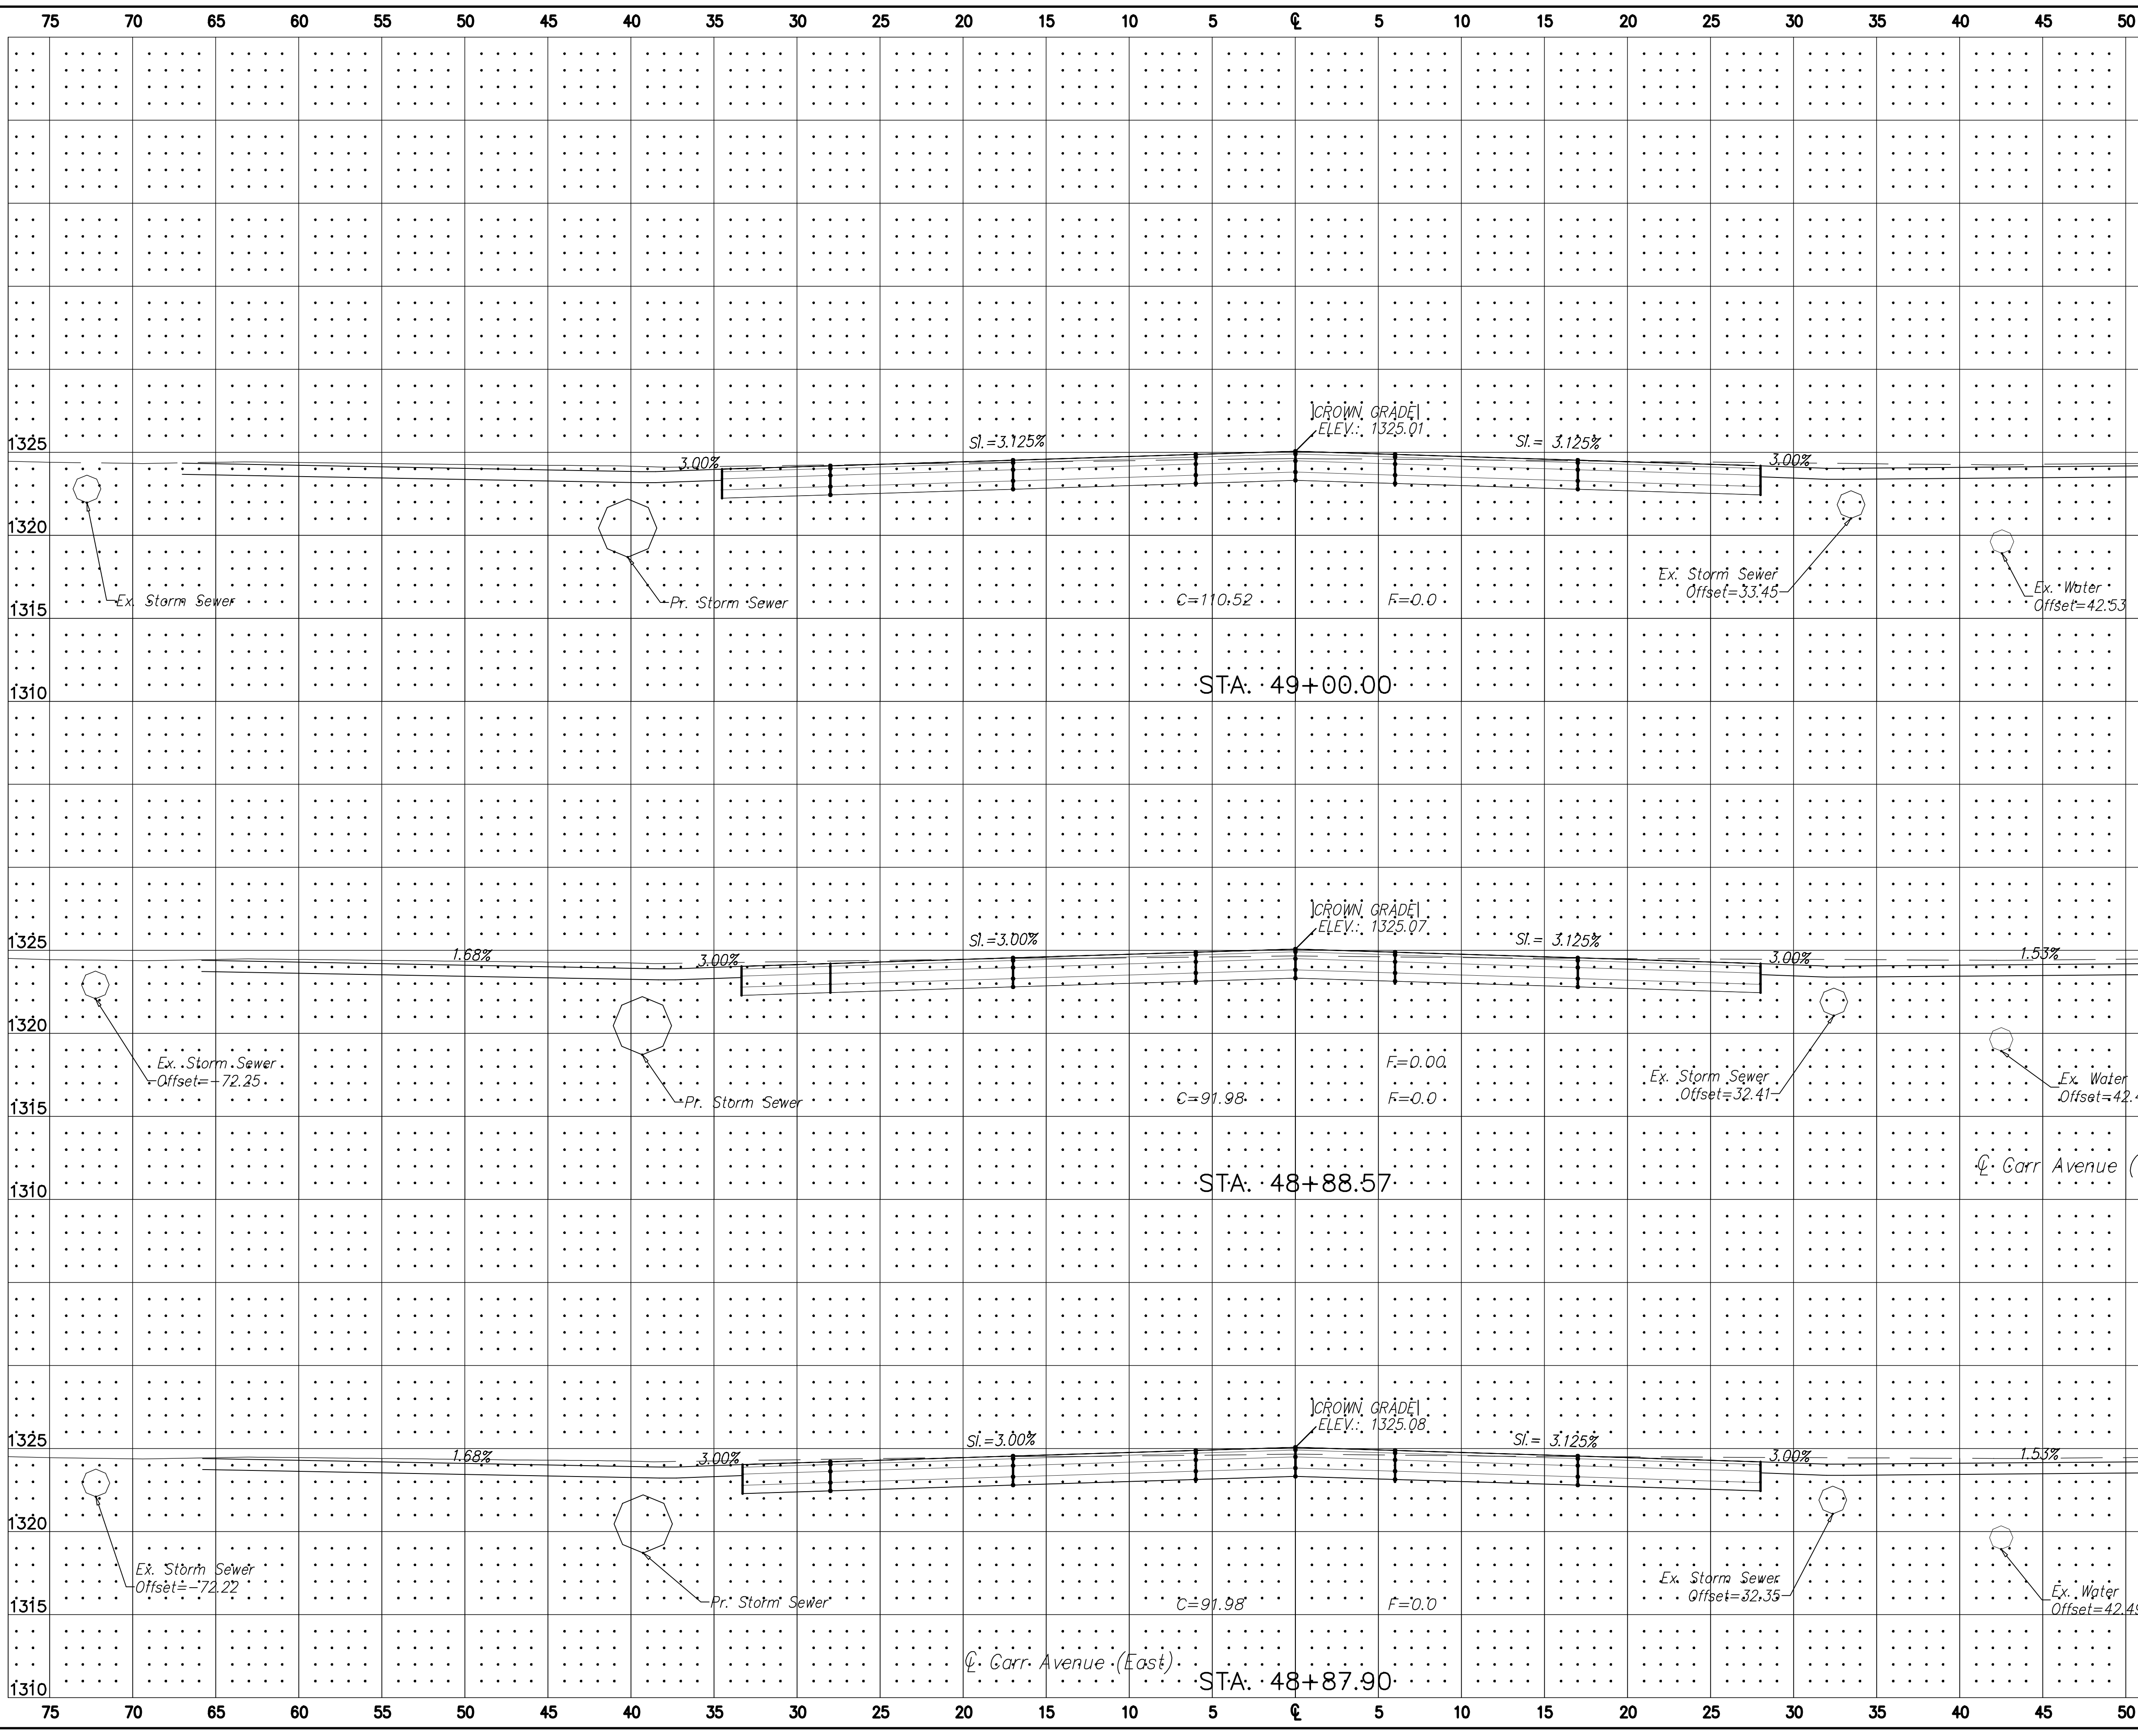 75 70 65 60 55 50 45 40 35 30 25 20 15 10 5 ℄ 5 10 15 20 25 30 35 40 45 50
CROWN GRADE
ELEV.: 1325.01
1325
Sl.=3.125%
Sl.= 3.125%
3.00%
3.00%
1320
Ex. Storm Sewer
Offset=33.45
Ex. Water
Offset=42.53
1315
Ex. Storm Sewer
Pr. Storm Sewer
C=110.52
F=0.0
1310
STA. 49+00.00
CROWN GRADE
ELEV.: 1325.07
1325
Sl.=3.00%
Sl.= 3.125%
1.68%
3.00%
3.00%
1.53%
1320
Ex. Storm Sewer
Offset=-72.25
F=0.00
Ex. Storm Sewer
Offset=32.41
Ex. Water
Offset=42.4
1315
Pr. Storm Sewer
C=91.98
F=0.0
℄ Carr Avenue (
1310
STA. 48+88.57
CROWN GRADE
ELEV.: 1325.08
1325
Sl.=3.00%
Sl.= 3.125%
1.68%
3.00%
3.00%
1.53%
1320
Ex. Storm Sewer
Offset=-72.22
Ex. Storm Sewer
Offset=32.35
Ex. Water
Offset=42.49
1315
Pr. Storm Sewer
C=91.98
F=0.0
℄ Carr Avenue (East)
1310
STA. 48+87.90
75 70 65 60 55 50 45 40 35 30 25 20 15 10 5 ℄ 5 10 15 20 25 30 35 40 45 50